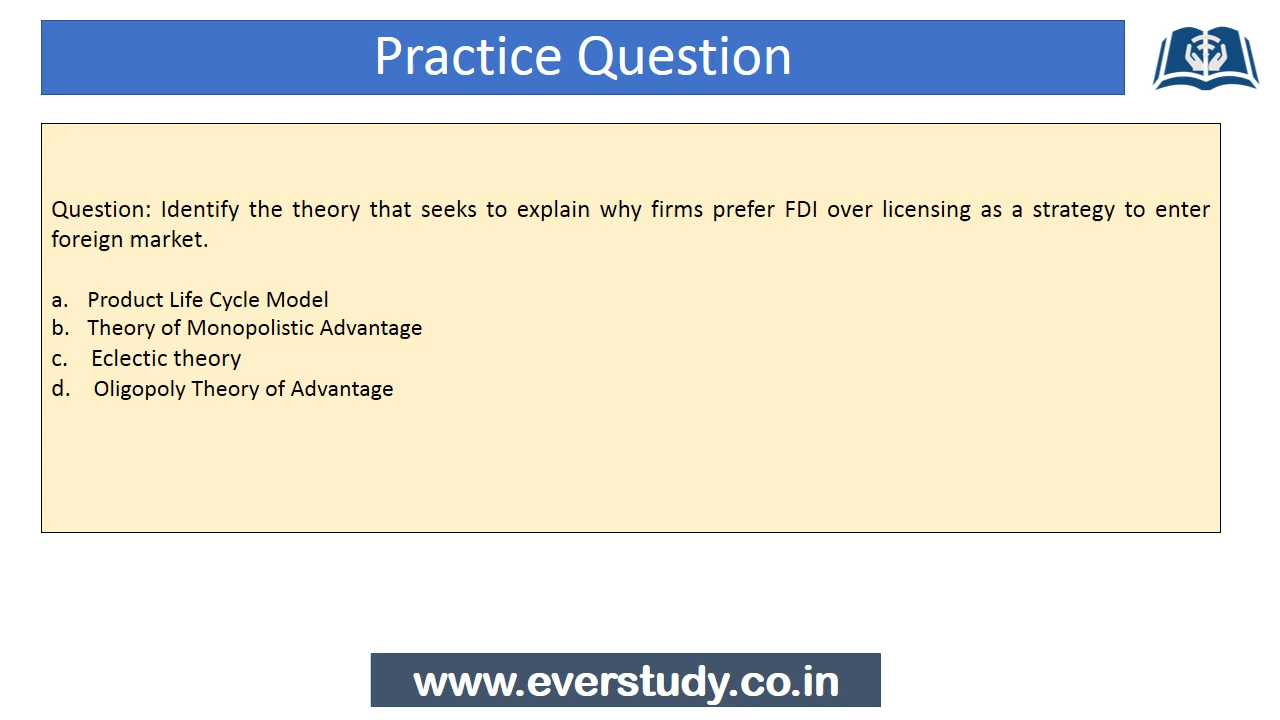 Practice Question
Question: Identify the theory that seeks to explain why firms prefer FDI over licensing as a strategy to enter
foreign market.
a. Product Life Cycle Model
b. Theory of Monopolistic Advantage
c. Eclectic theory
d. Oligopoly Theory of Advantage
www.everstudy.co.in